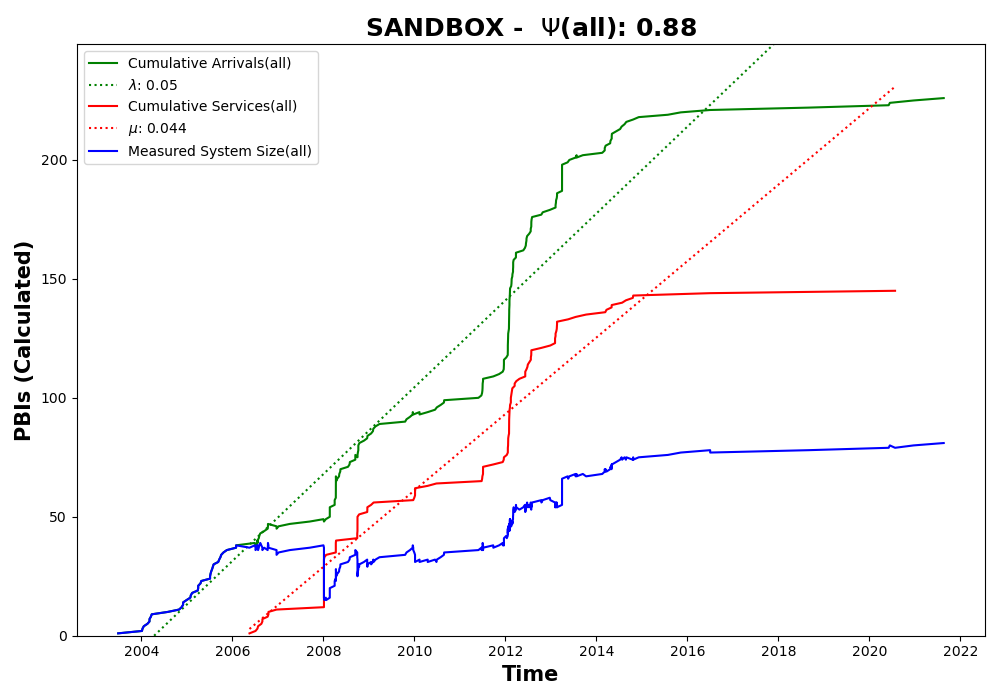 SANDBOX - Ψ(all): 0.88
Cumulative Arrivals(all)
λ: 0.05
Cumulative Services(all)
μ: 0.044
Measured System Size(all)
PBIs (Calculated)
200
150
100
50
0
2004 2006 2008 2010 2012 2014 2016 2018 2020 2022
Time